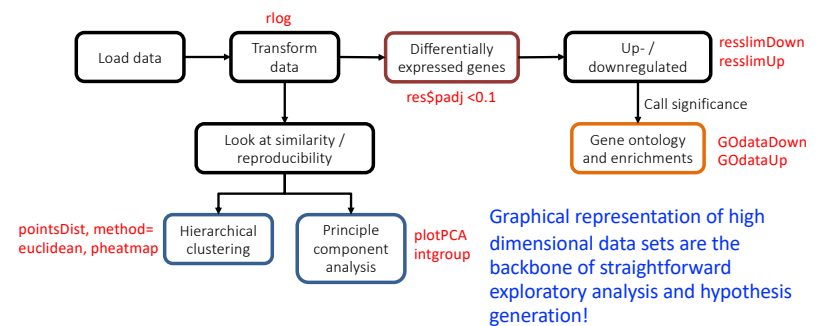 rlog
Load data
Transform
data
Differentially
expressed genes
Up- /
downregulated
resslimDown
resslimUp
res$padj <0.1
Call significance
Look at similarity /
reproducibility
Gene ontology
and enrichments
GOdataDown
GOdataUp
pointsDist, method=
euclidean, pheatmap
Hierarchical
clustering
Principle
component
analysis
plotPCA
intgroup
Graphical representation of high
dimensional data sets are the
backbone of straightforward
exploratory analysis and hypothesis
generation!